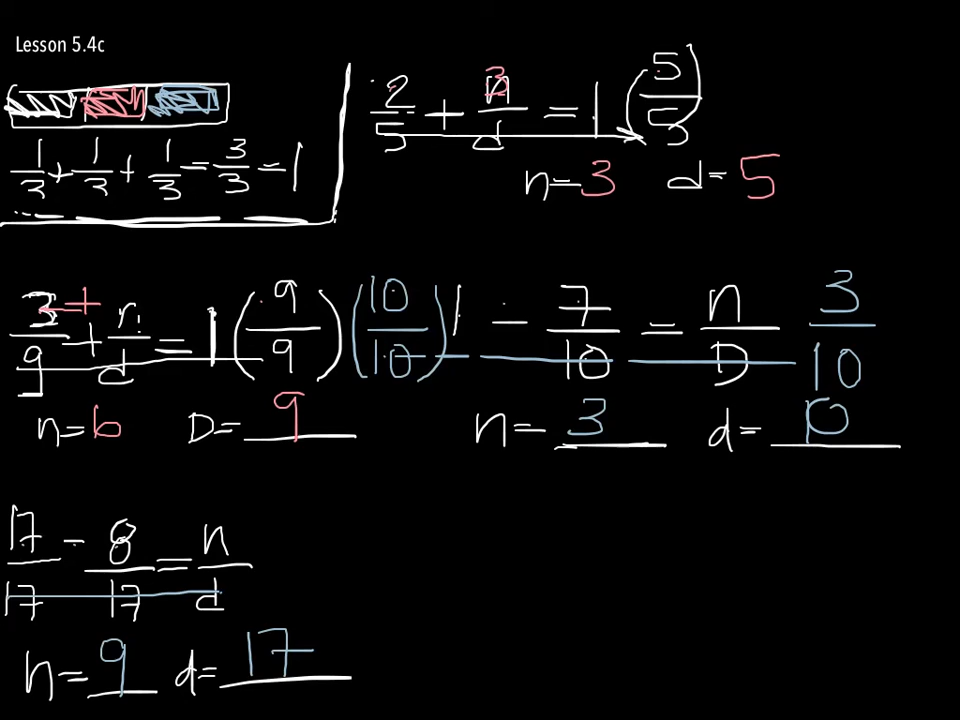 Lesson 5.4c
1/3 + 1/3 + 1/3 = 3/3 = 1
2/5 + n/d = 1 (5/5)
3
n = 3 d = 5
3/9 + n/d = 1 (9/9)
+
n = 6 D = 9
(10/10) 1 - 7/10 = n/D 3/10
n = 3 d = 10
17/17 - 8/17 = n/d
n = 9 d = 17